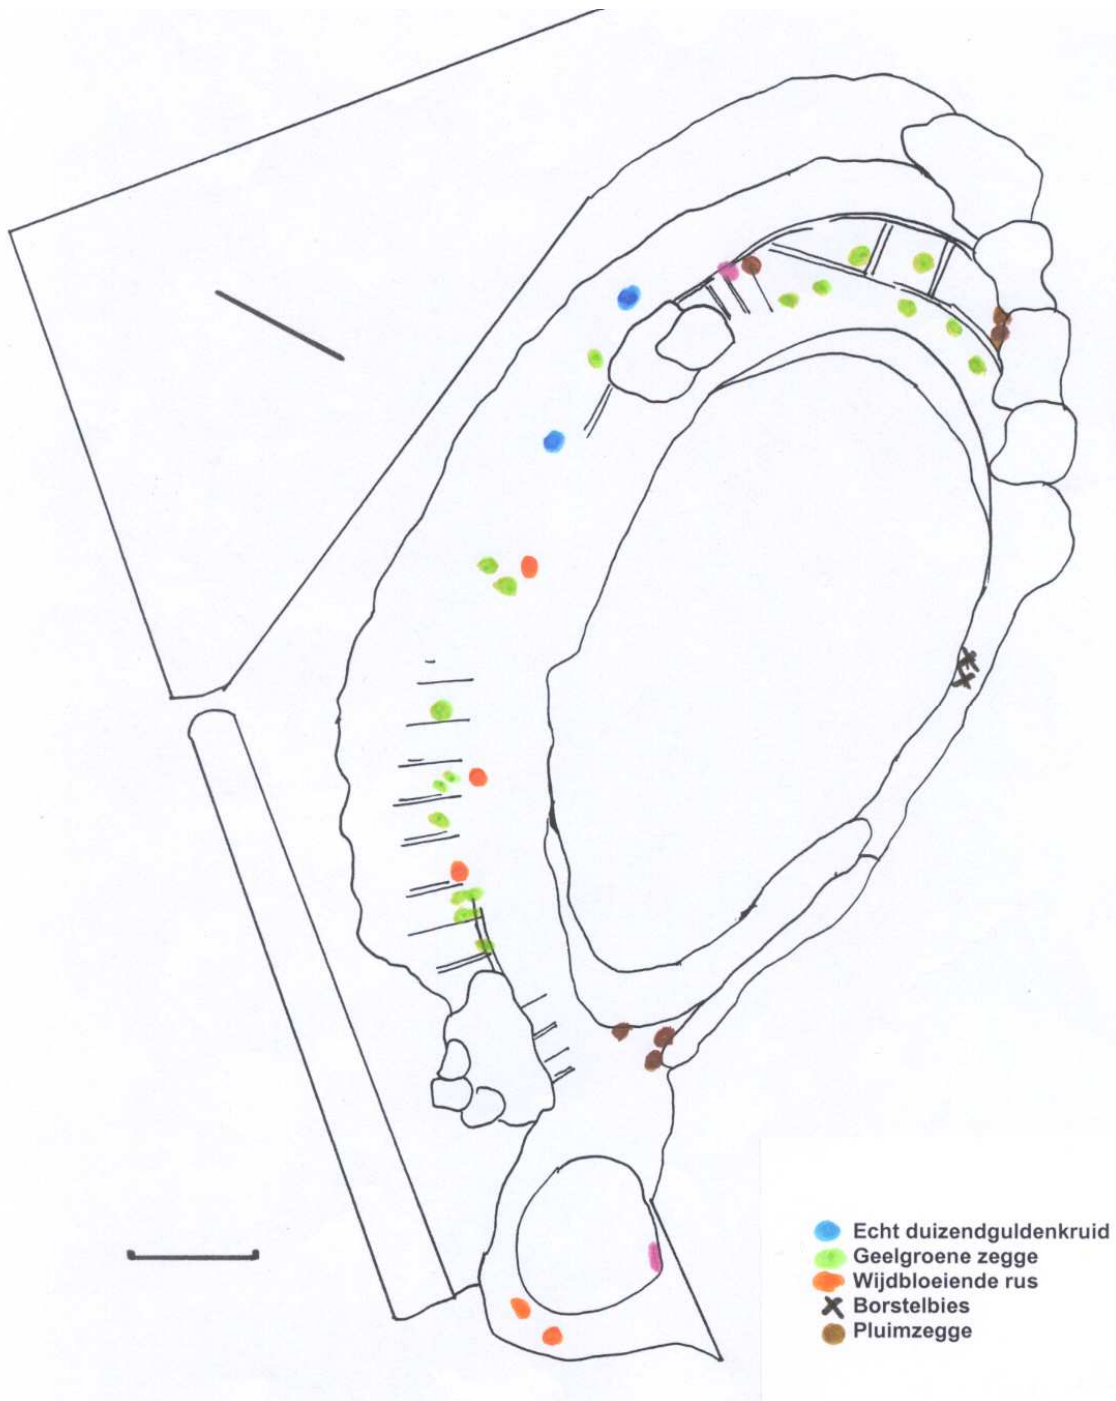 Echt duizendguldenkruid
Geelgroene zegge
Wijdbloeiende rus
Borstelbies
Pluimzegge